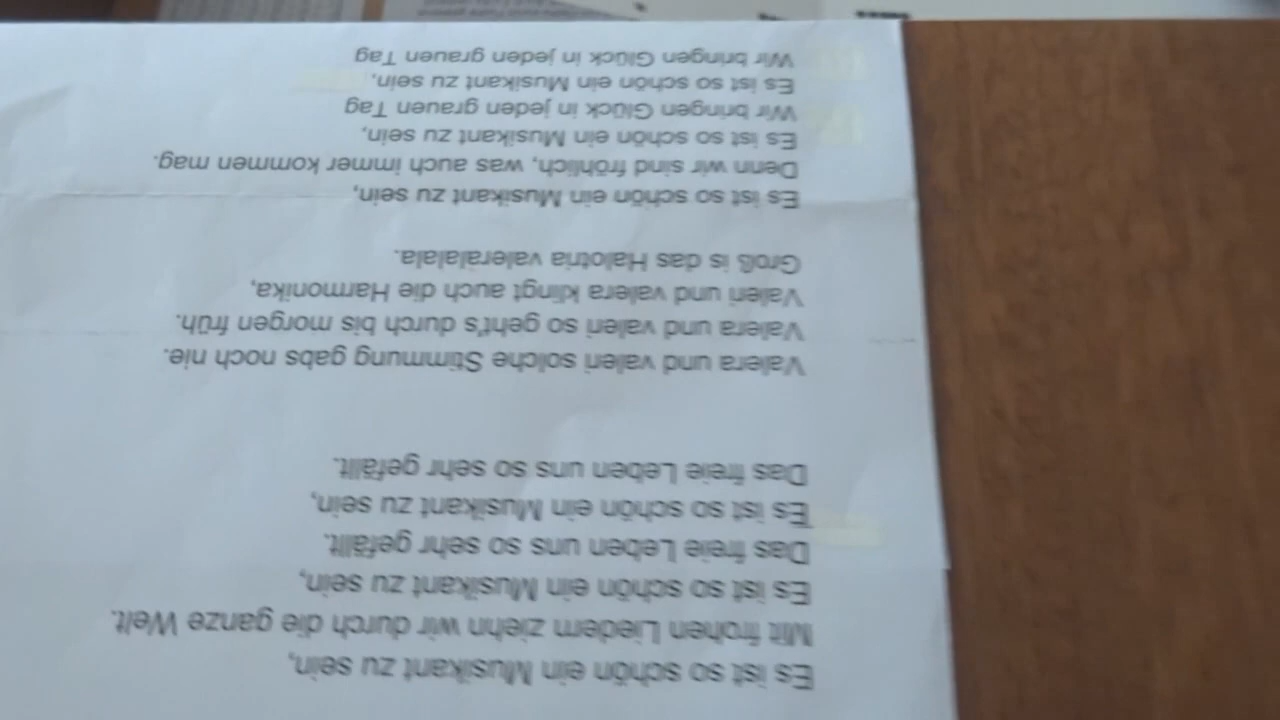 Es ist so schön ein Musikant zu sein,
Mit frohen Liedern ziehn wir durch die ganze Welt.
Es ist so schön ein Musikant zu sein,
Das freie Leben uns so sehr gefällt.
Es ist so schön ein Musikant zu sein,
Das freie Leben uns so sehr gefällt.
Valera und valeri solche Stimmung gabs noch nie.
Valera und valeri so geht's durch bis morgen früh.
Valeri und valera klingt auch die Harmonika,
Groß is das Halotria valeralalala.
Es ist so schön ein Musikant zu sein,
Denn wir sind fröhlich, was auch immer kommen mag.
Es ist so schön ein Musikant zu sein,
Wir bringen Glück in jeden grauen Tag
Es ist so schön ein Musikant zu sein,
Wir bringen Glück in jeden grauen Tag